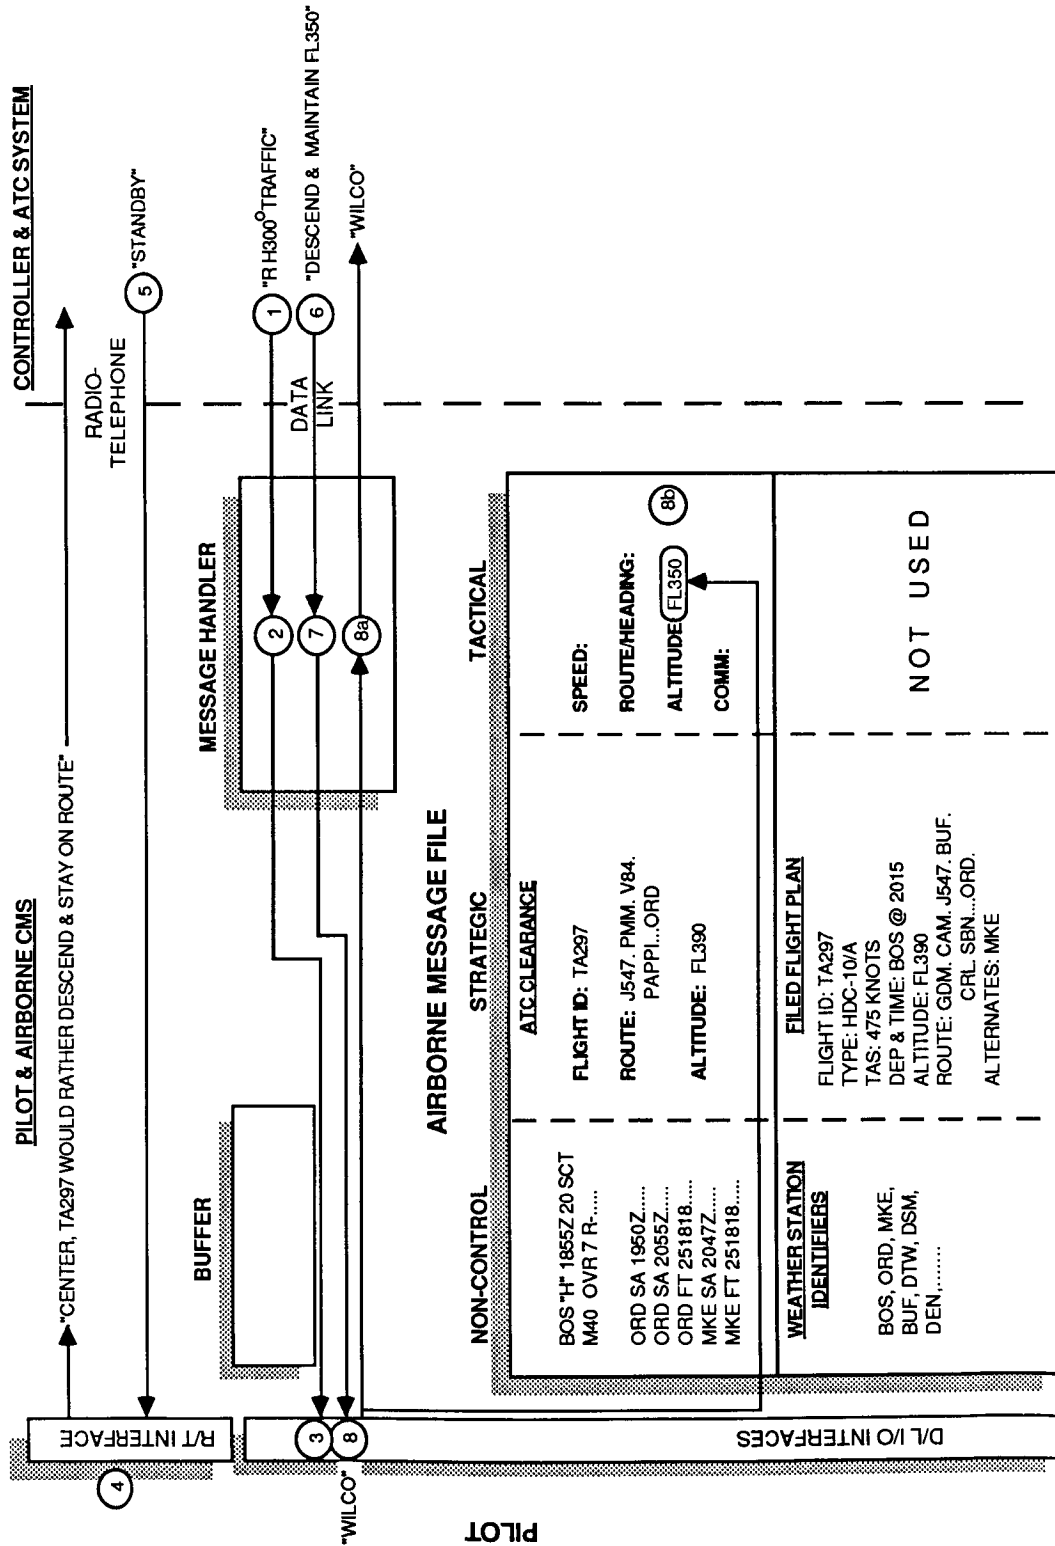 PILOT & AIRBORNE CMS
CONTROLLER & ATC SYSTEM
"CENTER, TA297 WOULD RATHER DESCEND & STAY ON ROUTE"
RADIO-
TELEPHONE
4
R/T INTERFACE
5
"STANDBY"
BUFFER
MESSAGE HANDLER
3
2
1
"R H300° TRAFFIC"
DATA
LINK
8
7
6
"DESCEND & MAINTAIN FL350"
"WILCO"
8a
"WILCO"
PILOT
D/L I/O INTERFACES
AIRBORNE MESSAGE FILE
NON-CONTROL
STRATEGIC
TACTICAL
BOS "H" 1855Z 20 SCT
M40 OVR 7 R-.....
ORD SA 1950Z.....
ORD SA 2055Z.....
ORD FT 251818.....
MKE SA 2047Z.....
MKE FT 251818.....
ATC CLEARANCE
FLIGHT ID: TA297
ROUTE: J547. PMM. V84.
PAPPI...ORD
ALTITUDE: FL390
SPEED:
ROUTE/HEADING:
ALTITUDE: FL350
8b
COMM:
WEATHER STATION
IDENTIFIERS
BOS, ORD, MKE,
BUF, DTW, DSM,
DEN,.......
FILED FLIGHT PLAN
FLIGHT ID: TA297
TYPE: HDC-10/A
TAS: 475 KNOTS
DEP & TIME: BOS @ 2015
ALTITUDE: FL390
ROUTE: GDM. CAM. J547. BUF.
CRL. SBN...ORD.
ALTERNATES: MKE
NOT USED